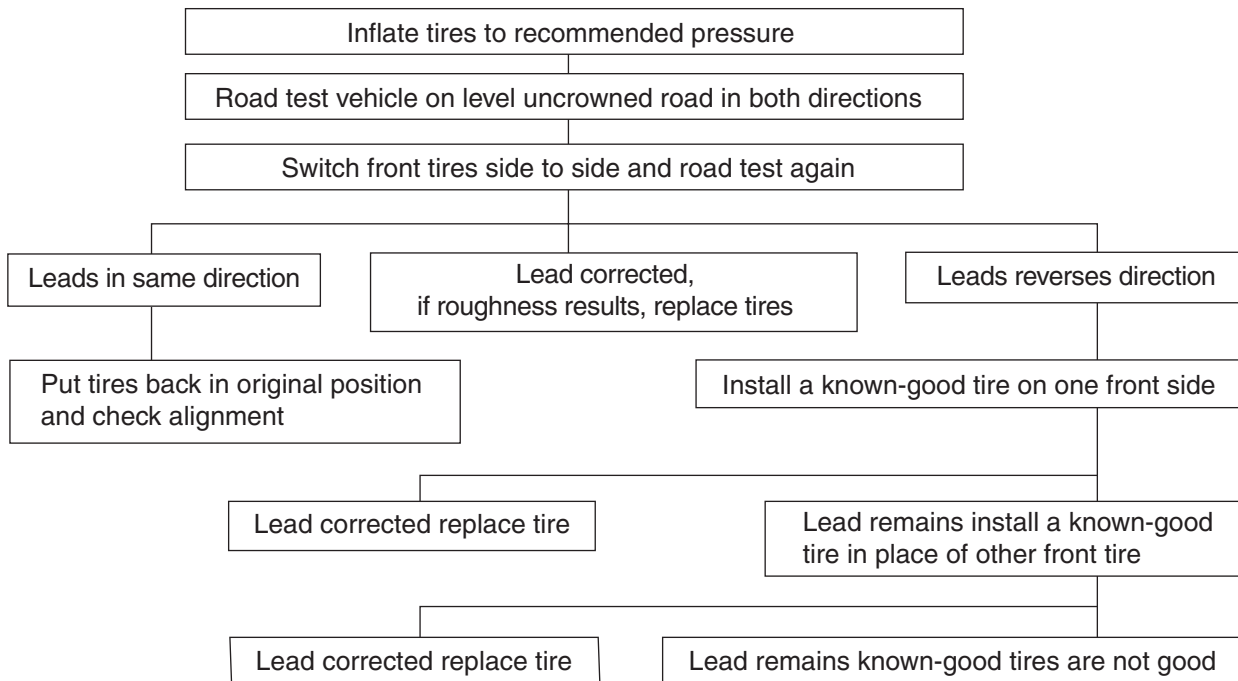 Inflate tires to recommended pressure
Road test vehicle on level uncrowned road in both directions
Switch front tires side to side and road test again
Leads in same direction
Lead corrected,
if roughness results, replace tires
Leads reverses direction
Put tires back in original position
and check alignment
Install a known-good tire on one front side
Lead corrected replace tire
Lead remains install a known-good
tire in place of other front tire
Lead corrected replace tire
Lead remains known-good tires are not good